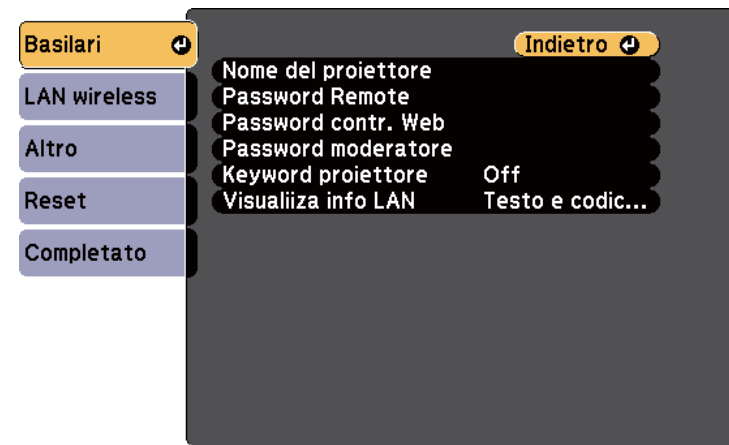 Basilari
LAN wireless
Altro
Reset
Completato
Indietro
Nome del proiettore
Password Remote
Password contr. Web
Password moderatore
Keyword proiettore Off
Visualiiza info LAN Testo e codic...